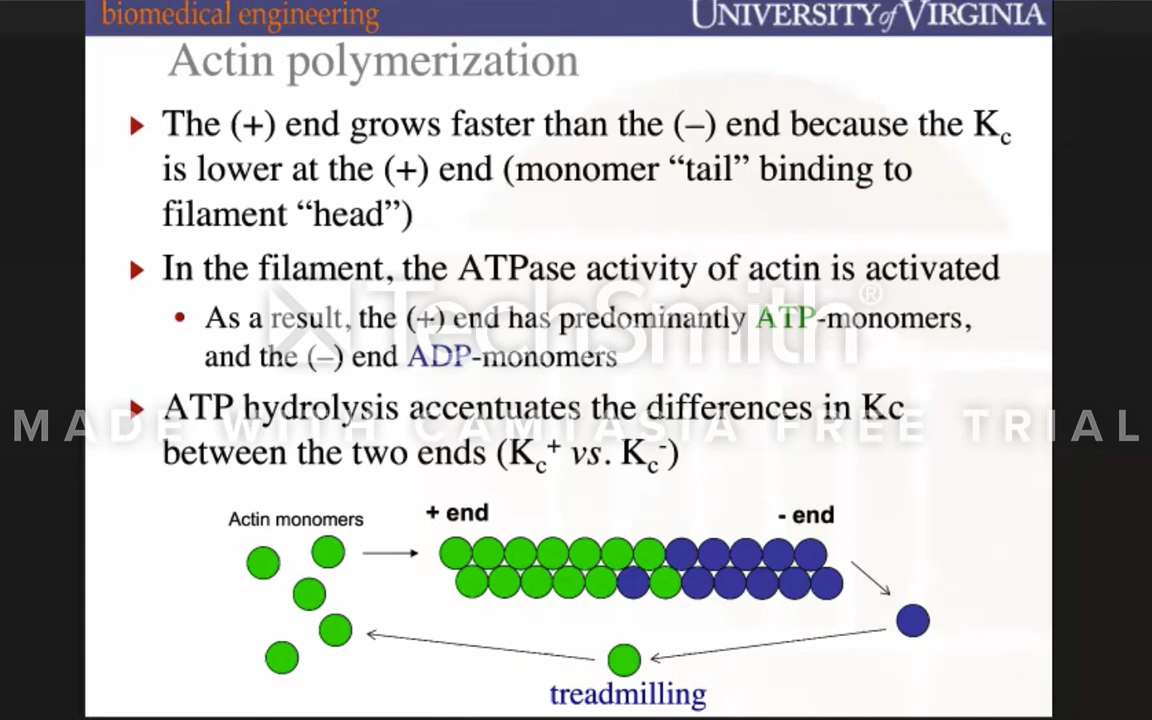 biomedical engineering
UNIVERSITY of VIRGINIA
Actin polymerization
The (+) end grows faster than the (–) end because the Kc
is lower at the (+) end (monomer “tail” binding to
filament “head”)
In the filament, the ATPase activity of actin is activated
TechSmith®
• As a result, the (+) end has predominantly ATP-monomers,
and the (–) end ADP-monomers
ATP hydrolysis accentuates the differences in Kc
MADE WITH CAMTASIA FREE TRIAL
between the two ends (Kc+ vs. Kc-)
Actin monomers
+ end
- end
treadmilling